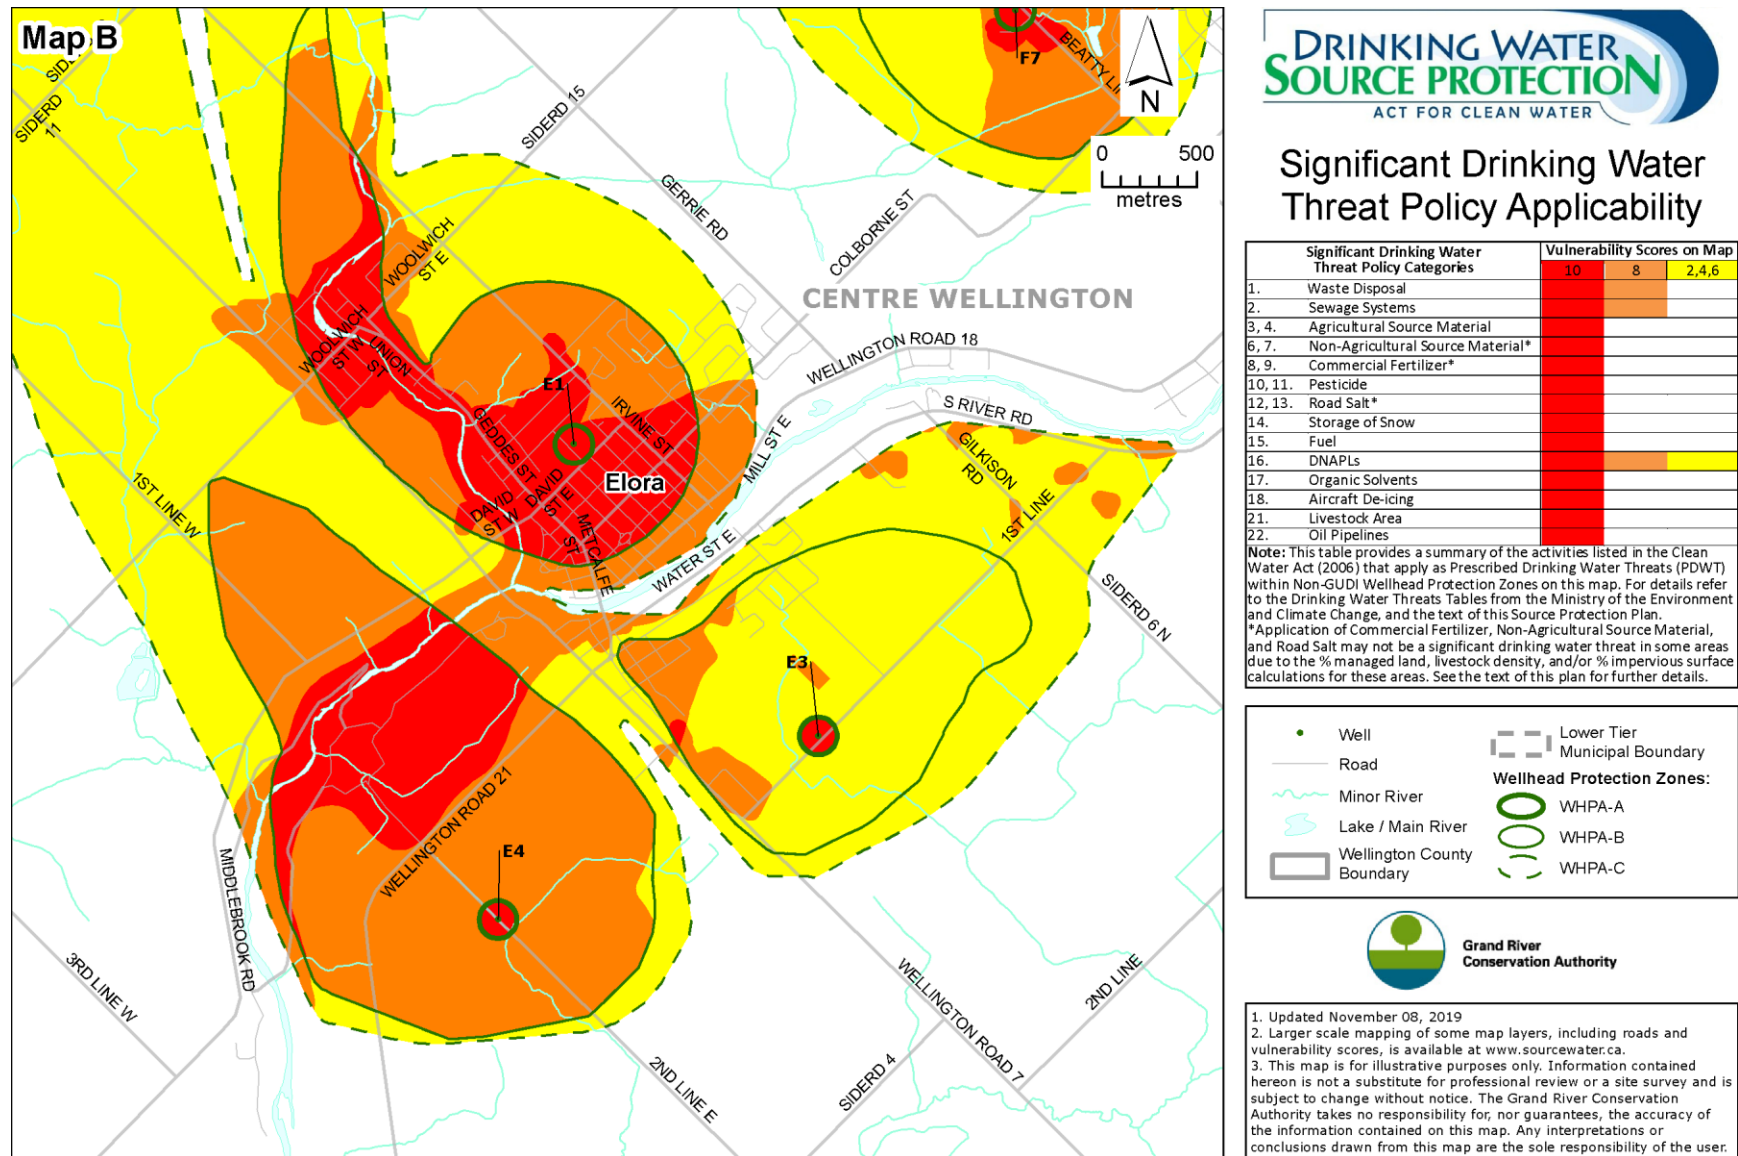 Map B
SIDERD
11
SIDERD 15
GERRIE RD
COLBORNE ST
BEATTY LI
F7
N
0 500
metres
WOOLWICH
ST E
CENTRE WELLINGTON
WOOLWICH
ST W
UNION
ST
WELLINGTON ROAD 18
E1
IRVINE ST
GEDDES ST
S RIVER RD
MILL ST E
GILKISON
RD
1ST LINE W
Elora
DAVID
ST W
DAVID
ST E
METCALFE
ST
WATER ST E
1ST LINE
SIDERD 6 N
E3
WELLINGTON ROAD 21
E4
MIDDLEBROOK RD
3RD LINE W
WELLINGTON ROAD 7
2ND LINE
SIDERD 4
2ND LINE E
DRINKING WATER
SOURCE PROTECTION
ACT FOR CLEAN WATER
Significant Drinking Water
Threat Policy Applicability
Significant Drinking Water
Threat Policy Categories
Vulnerability Scores on Map
10 8 2,4,6
1. Waste Disposal
2. Sewage Systems
3, 4. Agricultural Source Material
6, 7. Non-Agricultural Source Material*
8, 9. Commercial Fertilizer*
10, 11. Pesticide
12, 13. Road Salt*
14. Storage of Snow
15. Fuel
16. DNAPLs
17. Organic Solvents
18. Aircraft De-icing
21. Livestock Area
22. Oil Pipelines
Note: This table provides a summary of the activities listed in the Clean
Water Act (2006) that apply as Prescribed Drinking Water Threats (PDWT)
within Non-GUDI Wellhead Protection Zones on this map. For details refer
to the Drinking Water Threats Tables from the Ministry of the Environment
and Climate Change, and the text of this Source Protection Plan.
*Application of Commercial Fertilizer, Non-Agricultural Source Material,
and Road Salt may not be a significant drinking water threat in some areas
due to the % managed land, livestock density, and/or % impervious surface
calculations for these areas. See the text of this plan for further details.
Well
Road
Minor River
Lake / Main River
Wellington County
Boundary
Lower Tier
Municipal Boundary
Wellhead Protection Zones:
WHPA-A
WHPA-B
WHPA-C
Grand River
Conservation Authority
1. Updated November 08, 2019
2. Larger scale mapping of some map layers, including roads and
vulnerability scores, is available at www.sourcewater.ca.
3. This map is for illustrative purposes only. Information contained
hereon is not a substitute for professional review or a site survey and is
subject to change without notice. The Grand River Conservation
Authority takes no responsibility for, nor guarantees, the accuracy of
the information contained on this map. Any interpretations or
conclusions drawn from this map are the sole responsibility of the user.